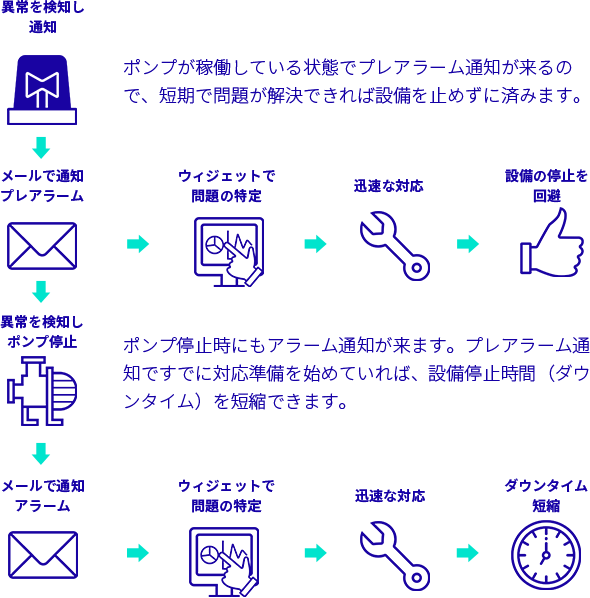 異常を検知し
通知
ポンプが稼働している状態でプレアラーム通知が来るの
で、短期で問題が解決できれば設備を止めずに済みます。
メールで通知
プレアラーム
ウィジェットで
問題の特定
迅速な対応
設備の停止を
回避
異常を検知し
ポンプ停止
ポンプ停止時にもアラーム通知が来ます。プレアラーム通
知ですでに対応準備を始めていれば、設備停止時間（ダウ
ンタイム）を短縮できます。
メールで通知
アラーム
ウィジェットで
問題の特定
迅速な対応
ダウンタイム
短縮